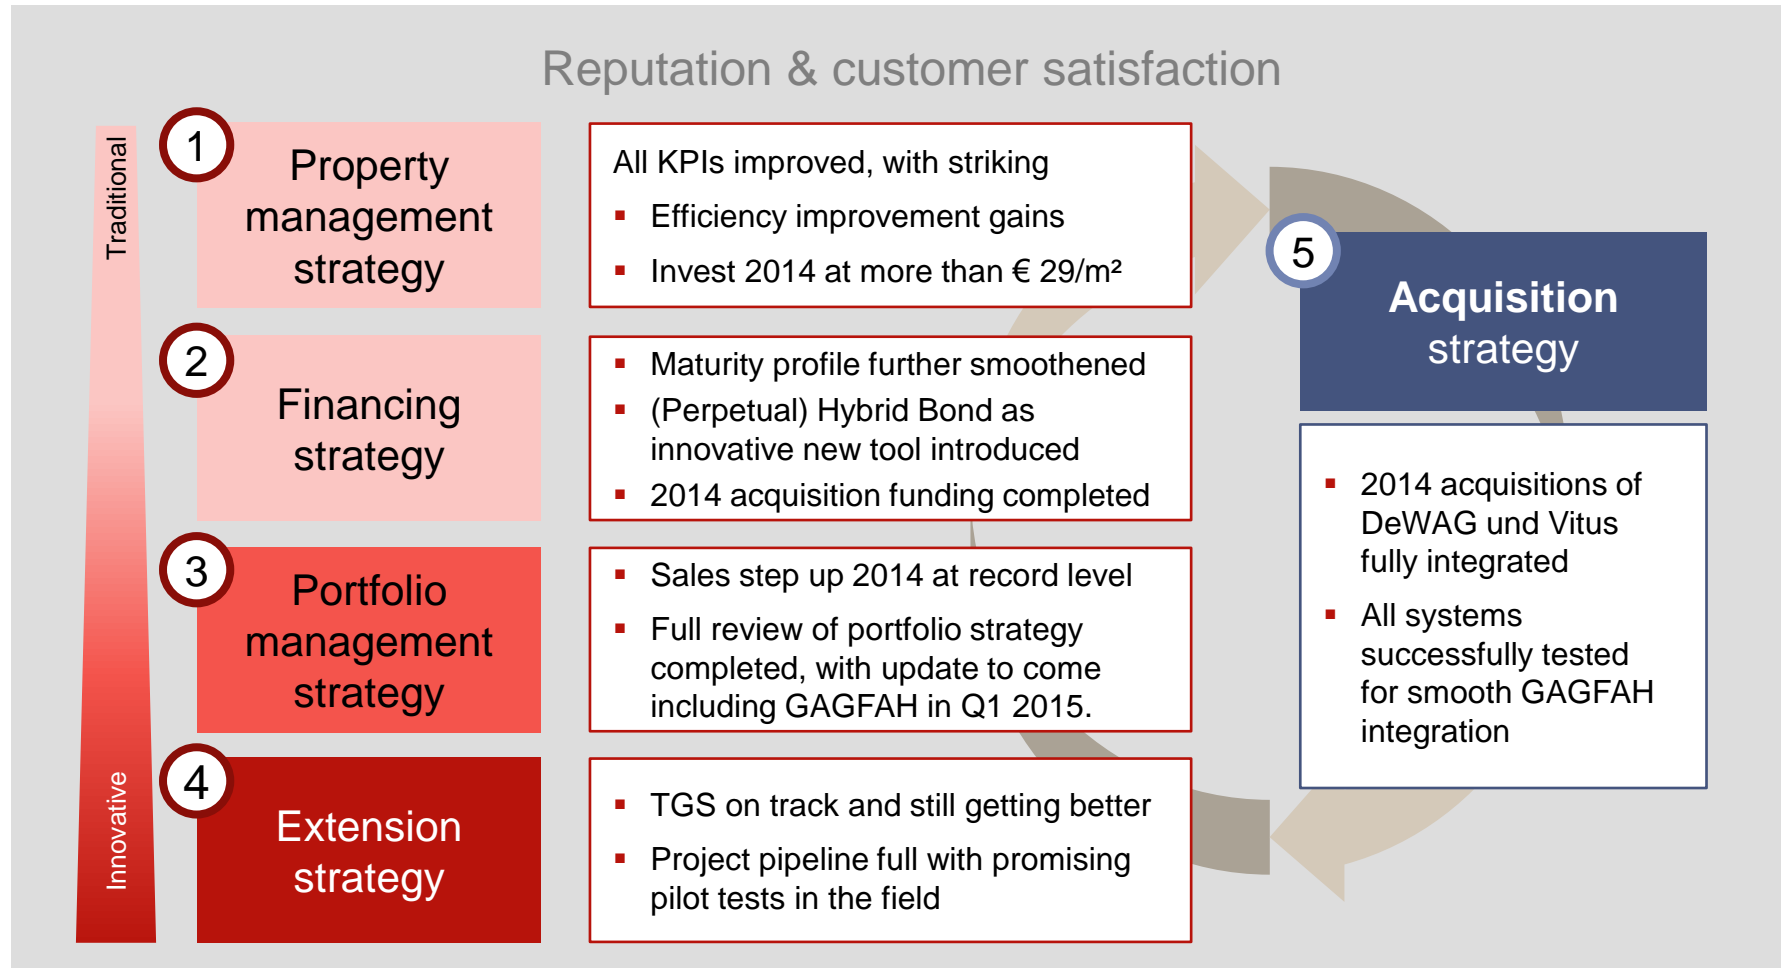 Reputation & customer satisfaction
Traditional
Innovative
1
Property
management
strategy
All KPIs improved, with striking
▪ Efficiency improvement gains
▪ Invest 2014 at more than € 29/m²
2
Financing
strategy
▪ Maturity profile further smoothened
▪ (Perpetual) Hybrid Bond as
innovative new tool introduced
▪ 2014 acquisition funding completed
3
Portfolio
management
strategy
▪ Sales step up 2014 at record level
▪ Full review of portfolio strategy
completed, with update to come
including GAGFAH in Q1 2015.
4
Extension
strategy
▪ TGS on track and still getting better
▪ Project pipeline full with promising
pilot tests in the field
5
Acquisition
strategy
▪ 2014 acquisitions of
DeWAG und Vitus
fully integrated
▪ All systems
successfully tested
for smooth GAGFAH
integration